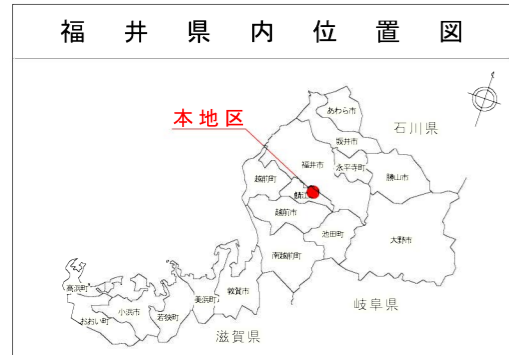 福井県内位置図
本地区
石川県
あわら市
坂井市
福井市
永平寺町
勝山市
越前町
越前市
池田町
大野市
南越前町
岐阜県
敦賀市
美浜町
高浜町
小浜市
おおい町
若狭町
滋賀県